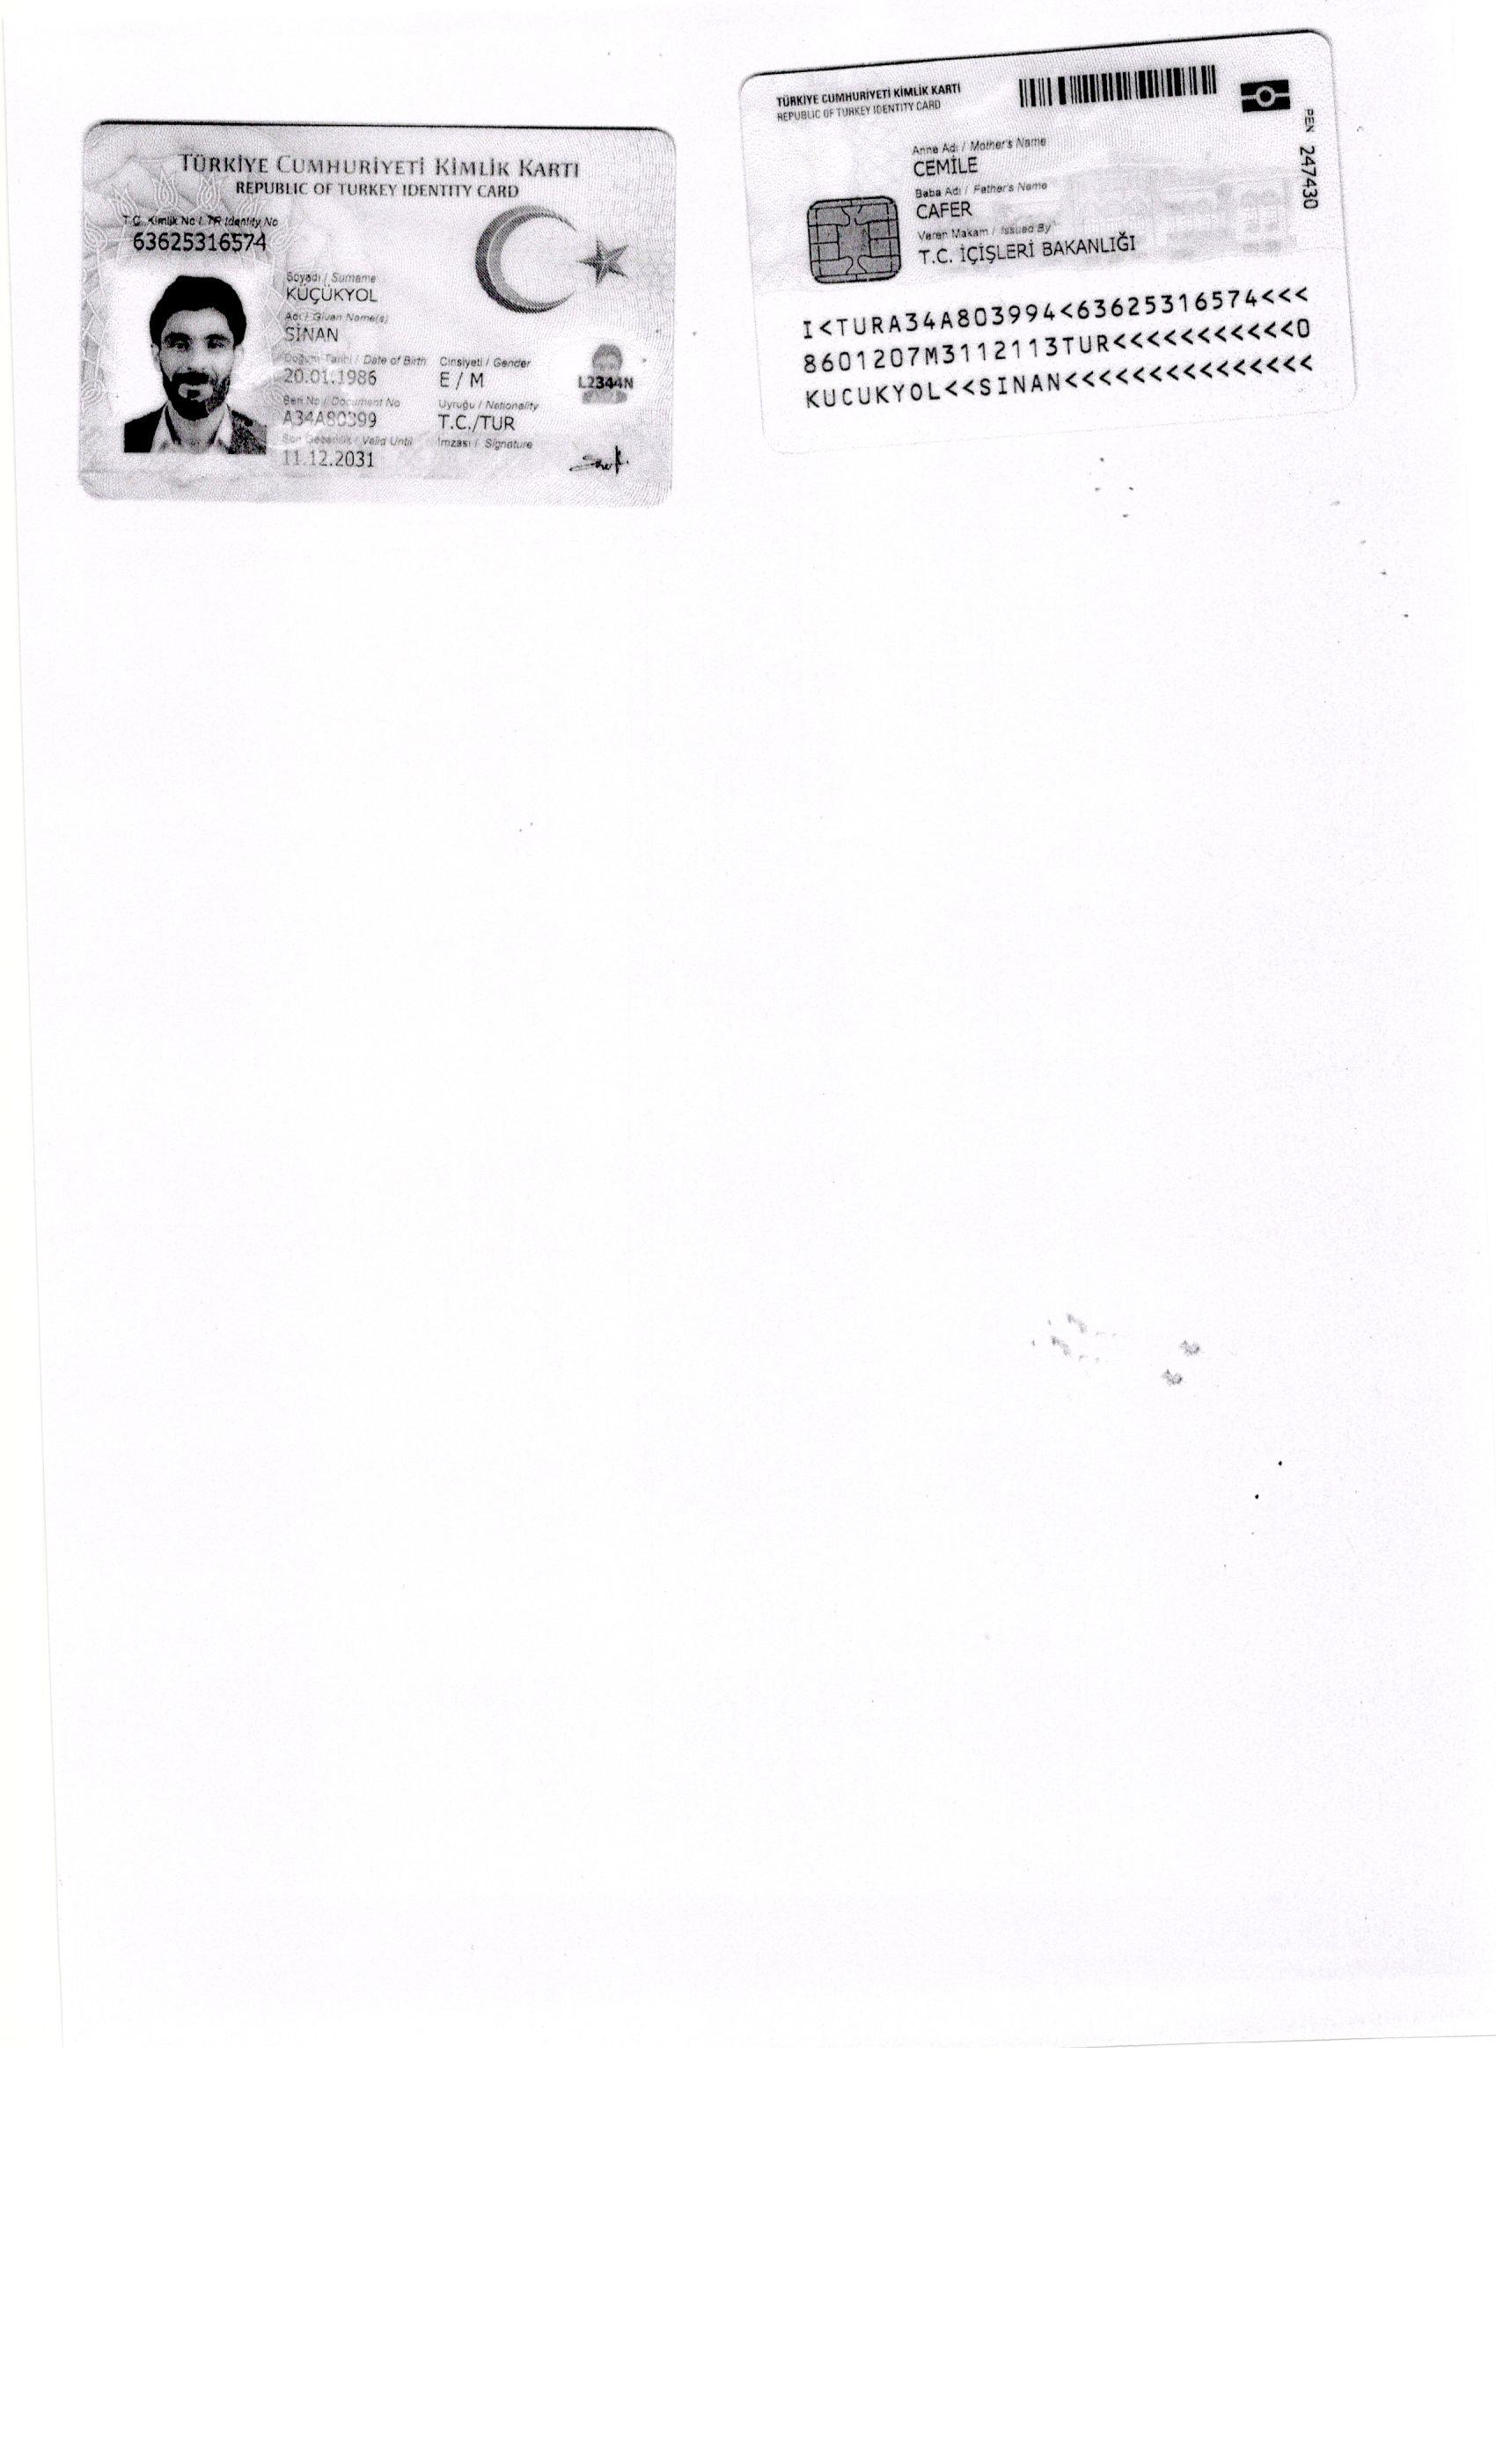 TÜRKİYE CUMHURİYETİ KİMLİK KARTI
REPUBLIC OF TURKEY IDENTITY CARD
T.C. Kimlik No / TR Identity No
63625316574
Soyadı / Surname
KÜÇÜKYOL
Adı / Given Name(s)
SİNAN
Doğum Tarihi / Date of Birth Cinsiyeti / Gender
20.01.1986 E / M
Seri No / Document No Uyruğu / Nationality
A34A80399 T.C./TUR
Son Geçerlilik / Valid Until İmzası / Signature
11.12.2031
L2344N
TÜRKİYE CUMHURİYETİ KİMLİK KARTI
REPUBLIC OF TURKEY IDENTITY CARD
PEN 247430
Anne Adı / Mother's Name
CEMİLE
Baba Adı / Father's Name
CAFER
Veren Makam / Issued By
T.C. İÇİŞLERİ BAKANLIĞI
I<TURA34A803994<63625316574<<<
8601207M3112113TUR<<<<<<<<<<<0
KUCUKYOL<<SINAN<<<<<<<<<<<<<<<